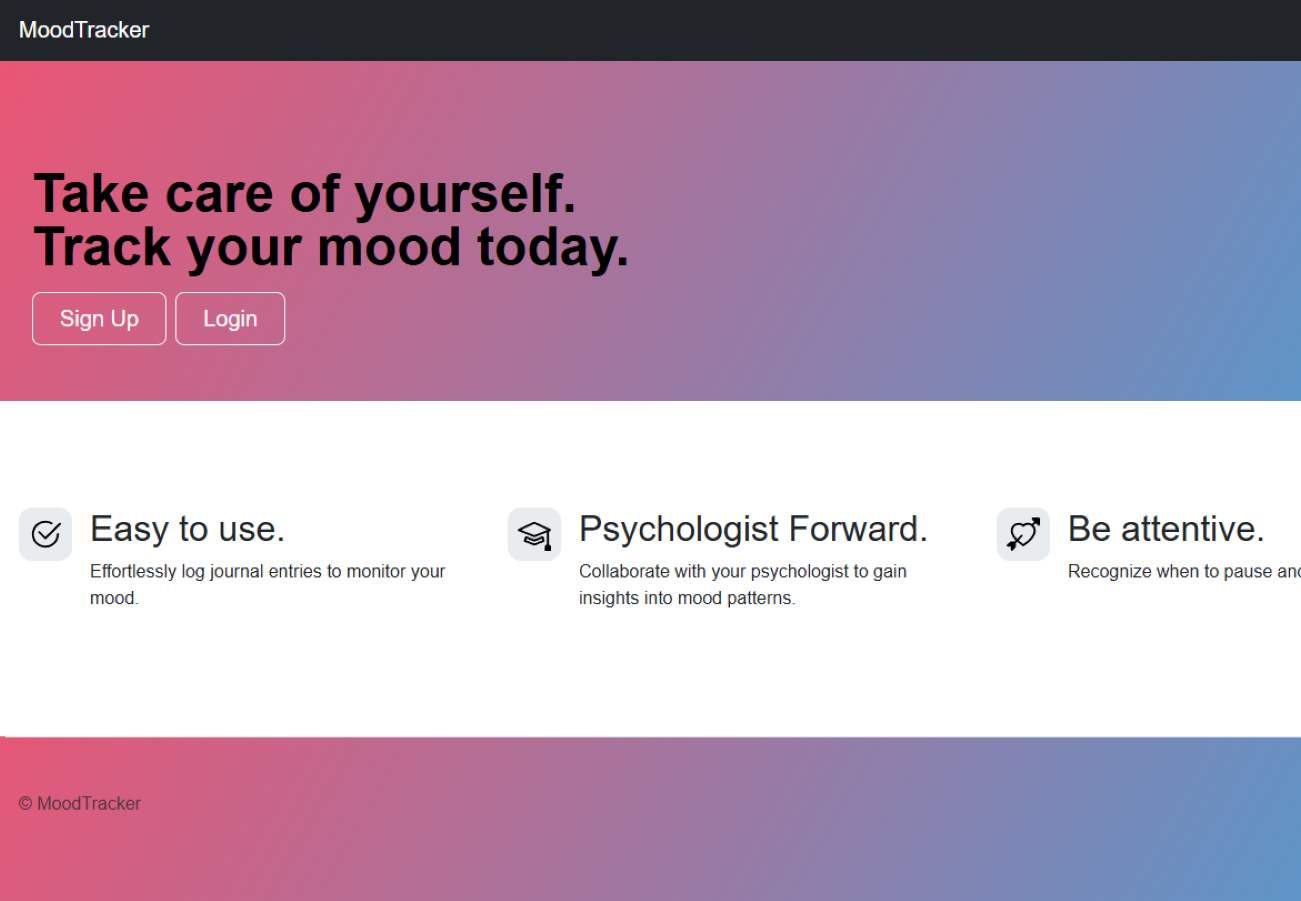 MoodTracker
Take care of yourself.
Track your mood today.
Sign Up
Login
Easy to use.
Effortlessly log journal entries to monitor your
mood.
Psychologist Forward.
Collaborate with your psychologist to gain
insights into mood patterns.
Be attentive.
Recognize when to pause
© MoodTracker